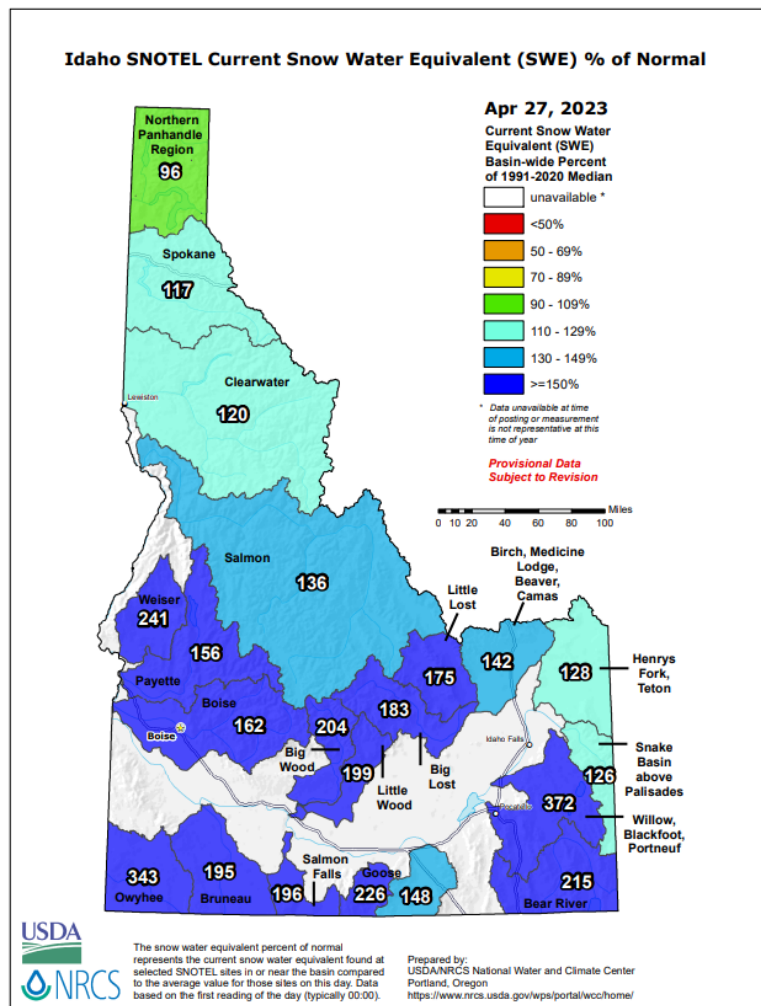 Idaho SNOTEL Current Snow Water Equivalent (SWE) % of Normal
Apr 27, 2023
Current Snow Water
Equivalent (SWE)
Basin-wide Percent
of 1991-2020 Median
unavailable *
<50%
50 - 69%
70 - 89%
90 - 109%
110 - 129%
130 - 149%
>=150%
* Data unavailable at time
of posting or measurement
is not representative at this
time of year
Provisional Data
Subject to Revision
0 10 20 40 60 80 100
Miles
Northern
Panhandle
Region
96
Spokane
117
Clearwater
120
Lewiston
Salmon
136
Weiser
241
156
Payette
Boise
162
Boise
Little
Lost
175
Birch, Medicine
Lodge,
Beaver,
Camas
142
128
Henrys
Fork,
Teton
183
204
Big
Wood
199
Little
Wood
Big
Lost
Idaho Falls
Snake
Basin
above
Palisades
126
372
Willow,
Blackfoot,
Portneuf
343
Owyhee
195
Bruneau
Salmon
Falls
196
Goose
226
148
215
Bear River
USDA
NRCS
The snow water equivalent percent of normal
represents the current snow water equivalent found at
selected SNOTEL sites in or near the basin compared
to the average value for those sites on this day. Data
based on the first reading of the day (typically 00:00).
Prepared by:
USDA/NRCS National Water and Climate Center
Portland, Oregon
https://www.nrcs.usda.gov/wps/portal/wcc/home/